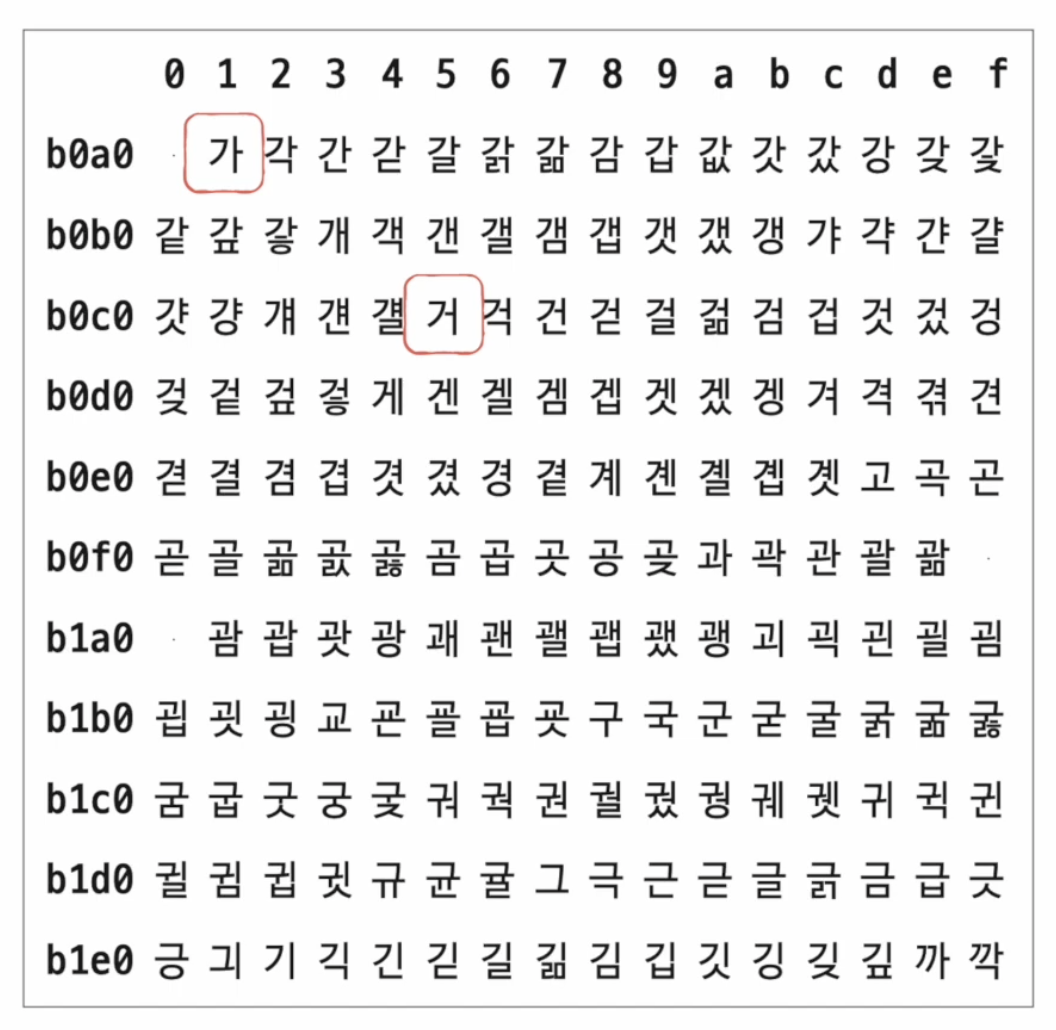 0 1 2 3 4 5 6 7 8 9 a b c d e f
b0a0 · 가 각 간 갇 갈 갉 갊 감 갑 값 갓 갔 강 갖 갗
b0b0 같 갚 갛 개 객 갠 갤 갬 갭 갯 갰 갱 갸 갹 갼 걀
b0c0 걋 걍 걔 걘 걜 거 걱 건 걷 걸 걺 검 겁 것 겄 겅
b0d0 겆 겉 겊 겋 게 겐 겔 겜 겝 겟 겠 겡 겨 격 겪 견
b0e0 겯 결 겸 겹 겻 겼 경 곁 계 곈 곌 곕 곗 고 곡 곤
b0f0 곧 골 곪 곬 곯 곰 곱 곳 공 곶 과 곽 관 괄 괆 ·
b1a0 · 괌 괍 괏 광 괘 괜 괠 괩 괬 괭 괴 괵 괸 괼 굄
b1b0 굅 굇 굉 교 굔 굘 굡 굣 구 국 군 굳 굴 굵 굶 굻
b1c0 굼 굽 굿 궁 궂 궈 궉 권 궐 궜 궝 궤 궷 귀 귁 귄
b1d0 귈 귐 귑 귓 규 균 귤 그 극 근 귿 글 긁 금 급 긋
b1e0 긍 긔 기 긱 긴 긷 길 긺 김 깁 깃 깅 깆 깊 까 깍